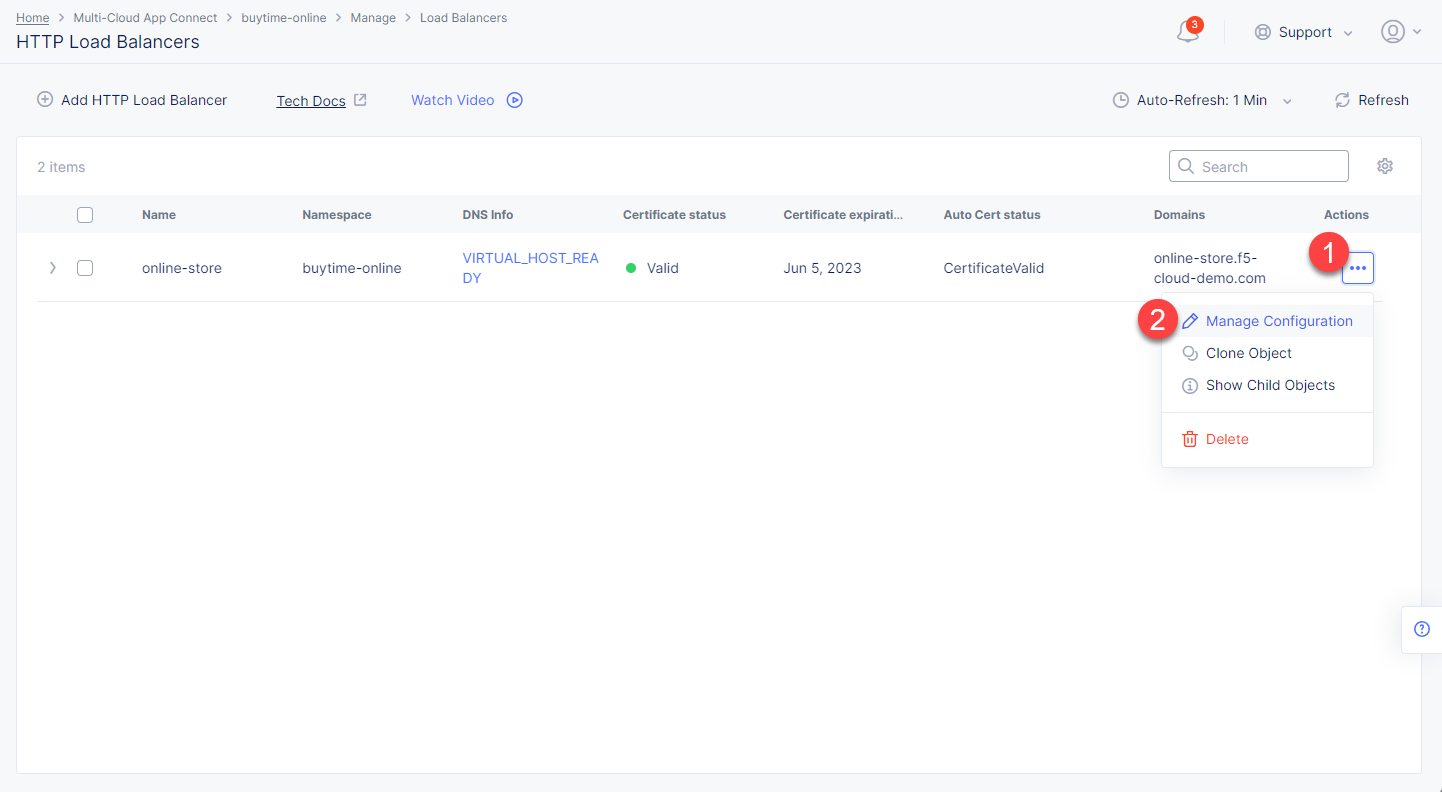 Home > Multi-Cloud App Connect > buytime-online > Manage > Load Balancers
HTTP Load Balancers
3
Support
Add HTTP Load Balancer
Tech Docs
Watch Video
Auto-Refresh: 1 Min
Refresh
2 items
Search
Name Namespace DNS Info Certificate status Certificate expirati... Auto Cert status Domains Actions
online-store
buytime-online
VIRTUAL_HOST_REA
DY
Valid
Jun 5, 2023
CertificateValid
online-store.f5-
cloud-demo.com
1
2
Manage Configuration
Clone Object
Show Child Objects
Delete